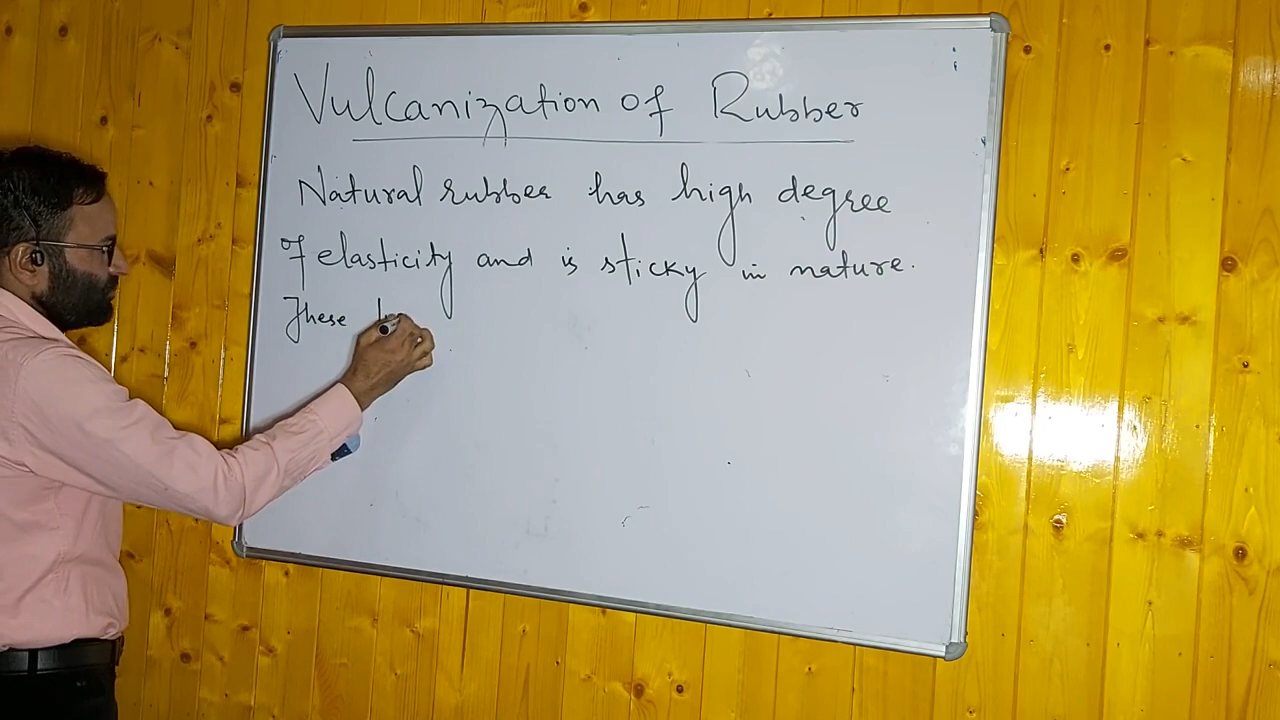 Vulcanization of Rubber
Natural rubber has high degree
of elasticity and is sticky in nature.
These